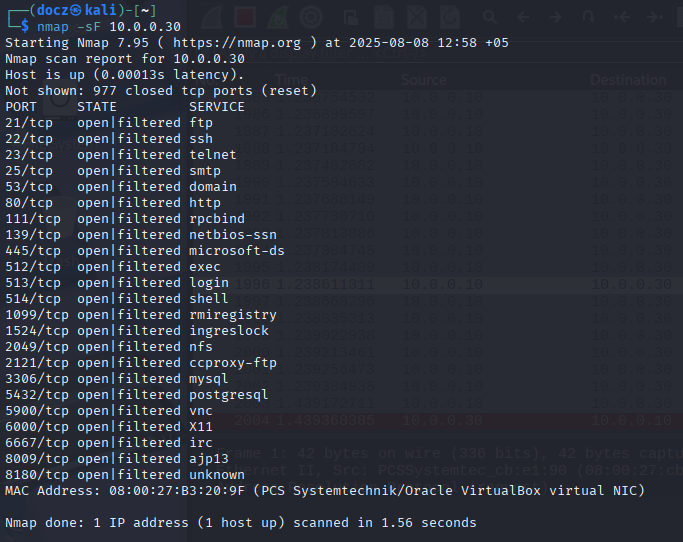 ┌──(docz㉿kali)-[~]
└─$ nmap -sF 10.0.0.30
Starting Nmap 7.95 ( https://nmap.org ) at 2025-08-08 12:58 +05
Nmap scan report for 10.0.0.30
Host is up (0.00013s latency).
Not shown: 977 closed tcp ports (reset)
PORT     STATE         SERVICE
21/tcp   open|filtered ftp
22/tcp   open|filtered ssh
23/tcp   open|filtered telnet
25/tcp   open|filtered smtp
53/tcp   open|filtered domain
80/tcp   open|filtered http
111/tcp  open|filtered rpcbind
139/tcp  open|filtered netbios-ssn
445/tcp  open|filtered microsoft-ds
512/tcp  open|filtered exec
513/tcp  open|filtered login
514/tcp  open|filtered shell
1099/tcp open|filtered rmiregistry
1524/tcp open|filtered ingreslock
2049/tcp open|filtered nfs
2121/tcp open|filtered ccproxy-ftp
3306/tcp open|filtered mysql
5432/tcp open|filtered postgresql
5900/tcp open|filtered vnc
6000/tcp open|filtered X11
6667/tcp open|filtered irc
8009/tcp open|filtered ajp13
8180/tcp open|filtered unknown
MAC Address: 08:00:27:B3:20:9F (PCS Systemtechnik/Oracle VirtualBox virtual NIC)
Nmap done: 1 IP address (1 host up) scanned in 1.56 seconds
Time Source Destination